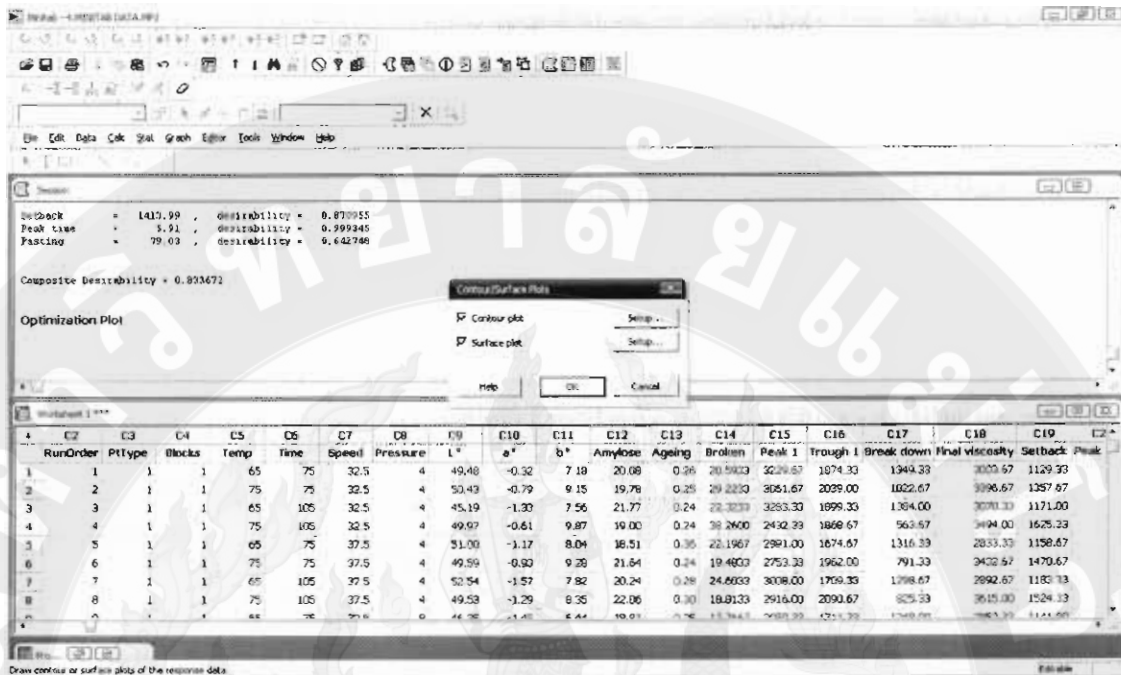 Minitab - MINITAB DATA.MPJ
File Edit Data Calc Stat Graph Editor Tools Window Help
Session
Setback = 1413.99 , desirability = 0.870955
Peak time = 5.91 , desirability = 0.999345
Pasting = 79.03 , desirability = 0.642748
Composite Desirability = 0.833672
Optimization Plot
วิทยาลัย
Contour/Surface Plots
Contour plot Setup...
Surface plot Setup...
Help OK Cancel
Worksheet 1 ***
C2 C3 C4 C5 C6 C7 C8 C9 C10 C11 C12 C13 C14 C15 C16 C17 C18 C19 C2
RunOrder PtType Blocks Temp Time Speed Pressure L* a* b* Amylose Ageing Broken Peak 1 Trough 1 Break down Final viscosity Setback Peak
1 1 1 1 65 75 32.5 4 49.48 -0.32 7.18 20.08 0.26 20.5933 3229.67 1874.33 1349.33 67 1129.33
2 2 1 1 75 75 32.5 4 50.43 -0.79 9.15 19.78 0.25 29.2233 3061.67 2039.00 1022.67 3396.67 1357.67
3 3 1 1 65 105 32.5 4 45.19 -1.33 7.56 21.77 0.24 22.3233 3283.33 1899.33 1384.00 1171.00
4 4 1 1 75 105 32.5 4 49.97 -0.61 9.87 19.00 0.24 38.2600 2432.33 1868.67 563.67 3494.00 1625.33
5 5 1 1 65 75 37.5 4 51.00 -1.17 8.04 18.51 0.36 22.1967 2991.00 1674.67 1316.33 2833.33 1158.67
6 6 1 1 75 75 37.5 4 49.59 -0.90 9.28 21.64 0.24 19.4833 2753.33 1962.00 791.33 3432.67 1470.67
7 7 1 1 65 105 37.5 4 52.54 -1.57 7.82 20.24 0.28 24.6033 3008.00 1709.33 1298.67 2892.67 1183.33
8 8 1 1 75 105 37.5 4 49.53 -1.29 8.35 22.06 0.30 18.8133 2916.00 2090.67 825.33 3615.00 1524.33
Draw contour or surface plots of the response data
Editable